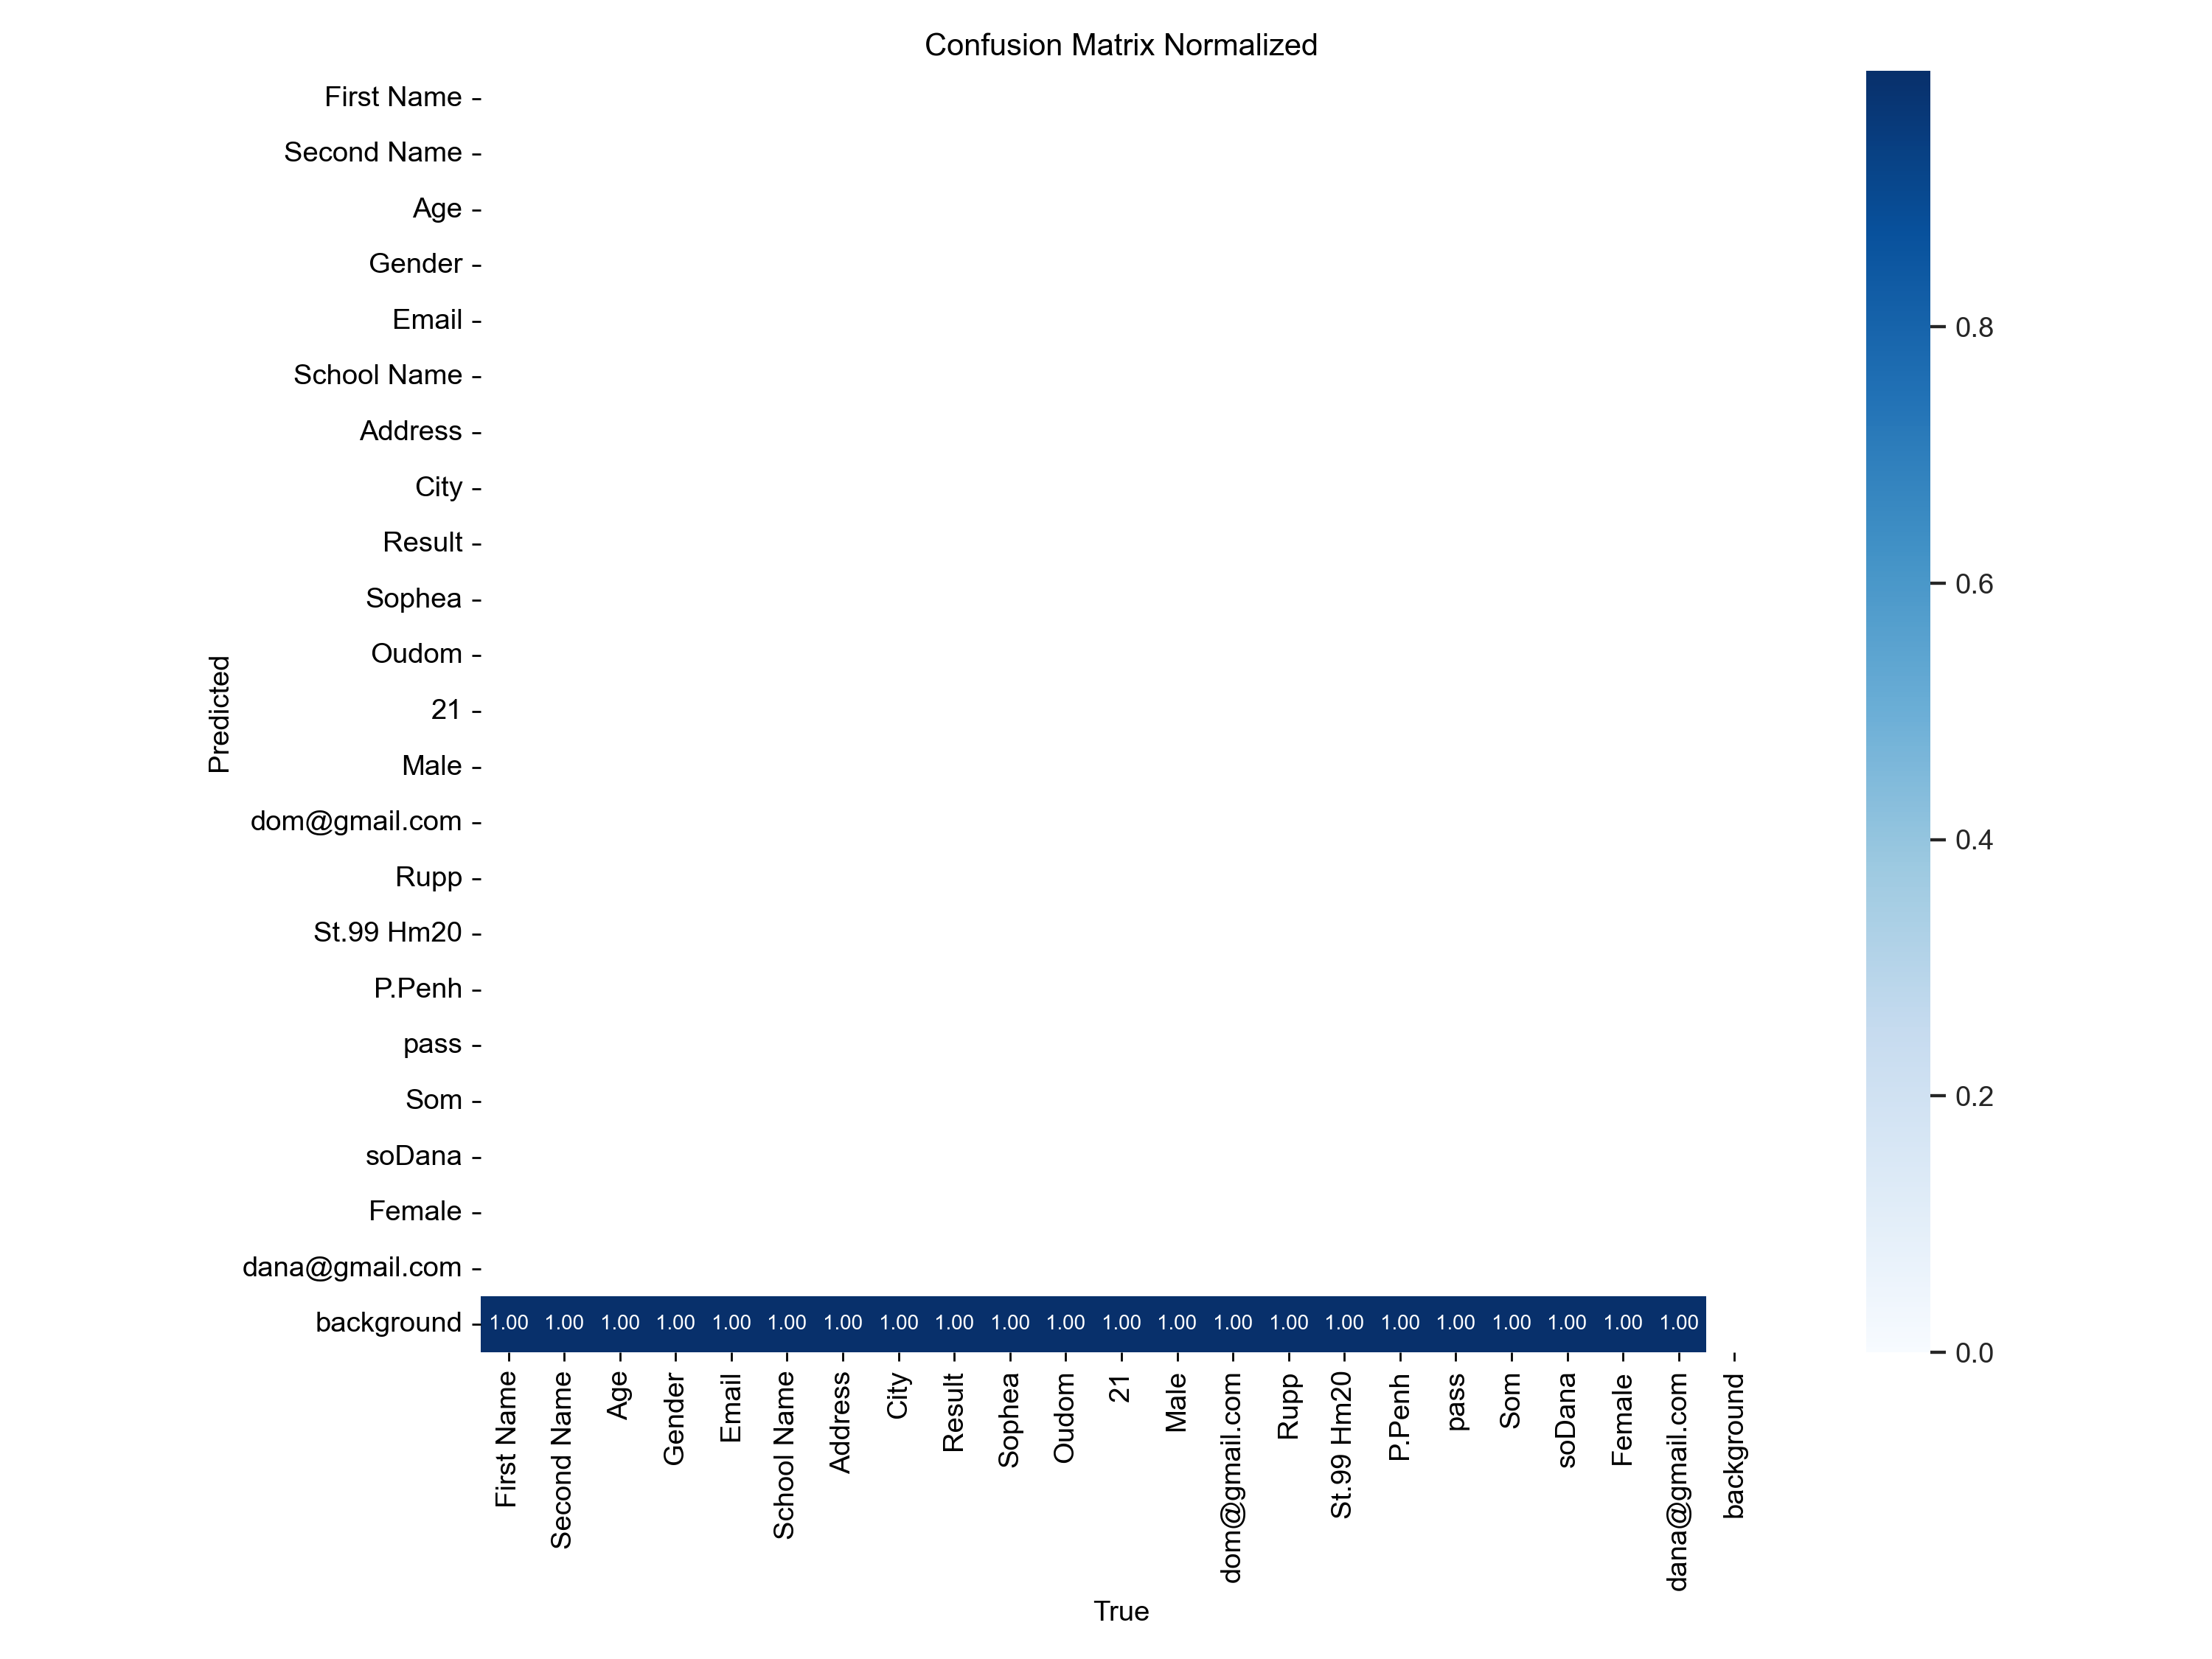 Confusion Matrix Normalized
First Name
Second Name
Age
Gender
Email
School Name
Address
City
Result
Sophea
Oudom
21
Male
dom@gmail.com
Rupp
St.99 Hm20
P.Penh
pass
Som
soDana
Female
dana@gmail.com
background
Predicted
1.00 1.00 1.00 1.00 1.00 1.00 1.00 1.00 1.00 1.00 1.00 1.00 1.00 1.00 1.00 1.00 1.00 1.00 1.00 1.00 1.00 1.00
First Name
Second Name
Age
Gender
Email
School Name
Address
City
Result
Sophea
Oudom
21
Male
dom@gmail.com
Rupp
St.99 Hm20
P.Penh
pass
Som
soDana
Female
dana@gmail.com
background
True
0.8
0.6
0.4
0.2
0.0